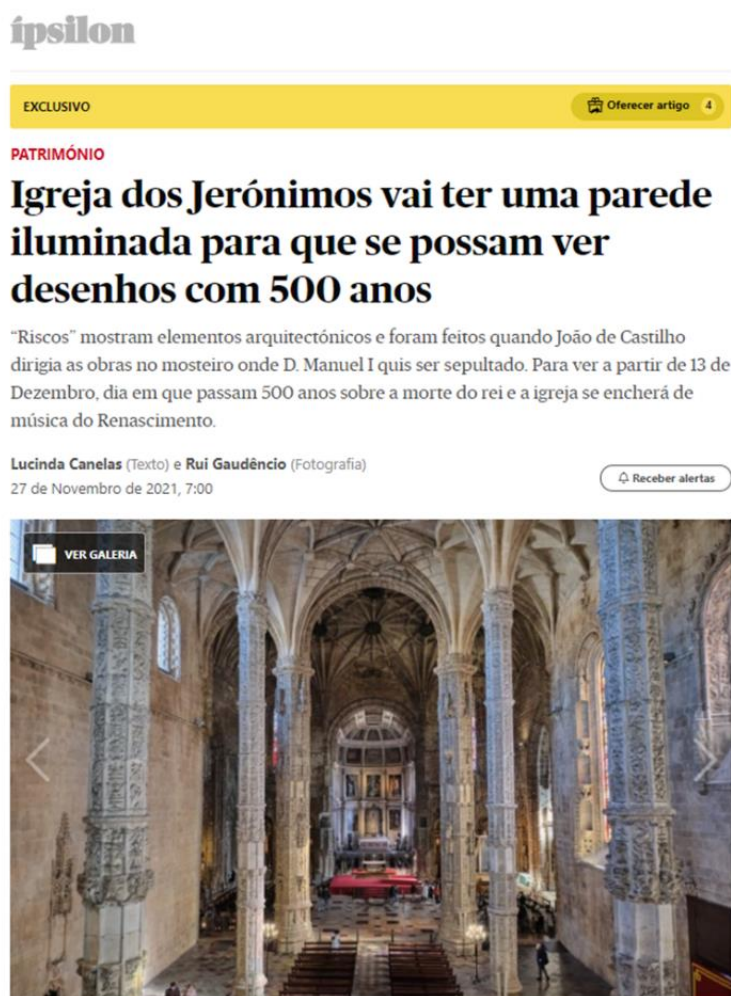 ípsilon
EXCLUSIVO
Oferecer artigo 4
PATRIMÓNIO
Igreja dos Jerónimos vai ter uma parede
iluminada para que se possam ver
desenhos com 500 anos
“Riscos” mostram elementos arquitectónicos e foram feitos quando João de Castilho
dirigia as obras no mosteiro onde D. Manuel I quis ser sepultado. Para ver a partir de 13 de
Dezembro, dia em que passam 500 anos sobre a morte do rei e a igreja se encherá de
música do Renascimento.
Lucinda Canelas (Texto) e Rui Gaudêncio (Fotografia)
27 de Novembro de 2021, 7:00
Receber alertas
VER GALERIA